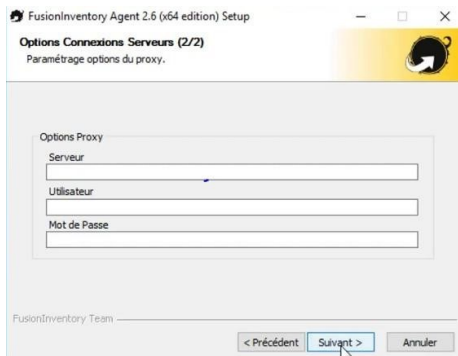 FusionInventory Agent 2.6 (x64 edition) Setup
Options Connexions Serveurs (2/2)
Paramétrage options du proxy.
Options Proxy
Serveur
Utilisateur
Mot de Passe
FusionInventory Team
< Précédent Suivant > Annuler